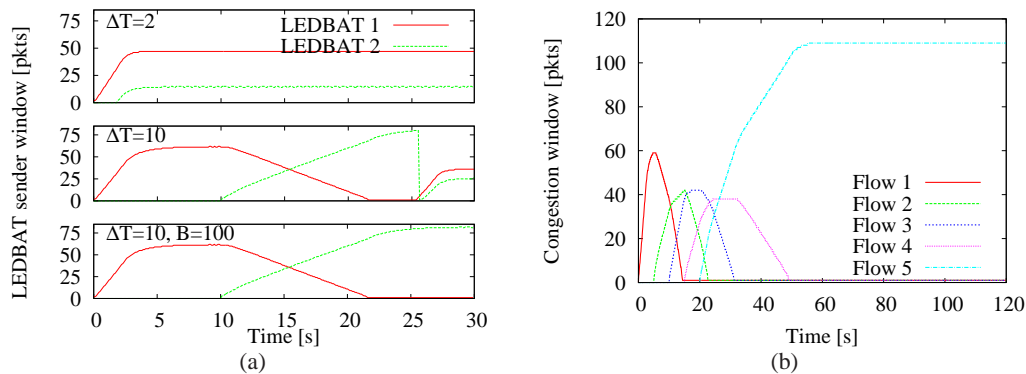 LEDBAT sender window [pkts]
75
50
25
0
ΔT=2
LEDBAT 1
LEDBAT 2
75
50
25
0
ΔT=10
75
50
25
0
ΔT=10, B=100
0 5 10 15 20 25 30
Time [s]
(a)
Congestion window [pkts]
120
100
80
60
40
20
0
Flow 1
Flow 2
Flow 3
Flow 4
Flow 5
0 20 40 60 80 100 120
Time [s]
(b)